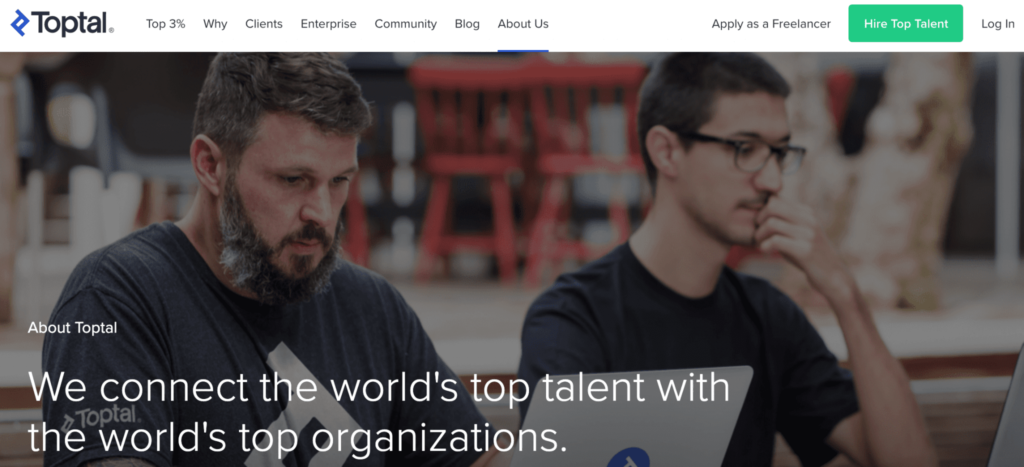 Toptal®
Top 3% Why Clients Enterprise Community Blog About Us Apply as a Freelancer Hire Top Talent Log In
About Toptal
We connect the world's top talent with
the world's top organizations.
Toptal